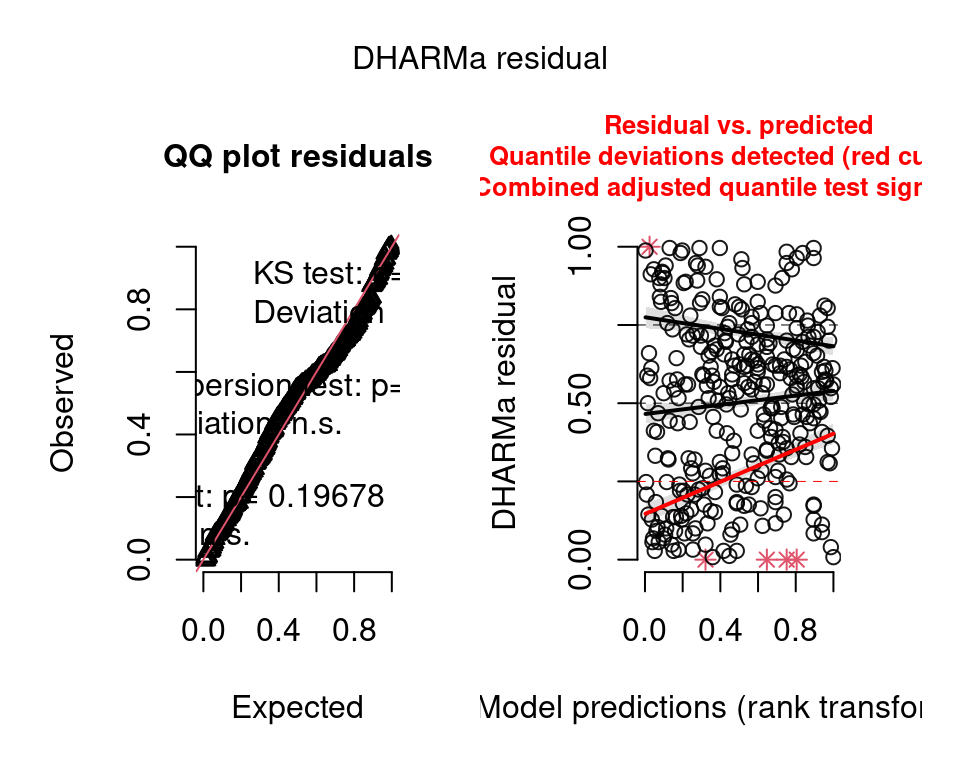 DHARMa residual
QQ plot residuals
Observed
0.0 0.4 0.8
KS test: p=
Deviation
persion test: p=
iation n.s.
t: p= 0.19678
n.s.
0.0 0.4 0.8
Expected
Residual vs. predicted
Quantile deviations detected (red cu
Combined adjusted quantile test sign
DHARMa residual
0.00 0.50 1.00
0.0 0.4 0.8
Model predictions (rank transfor